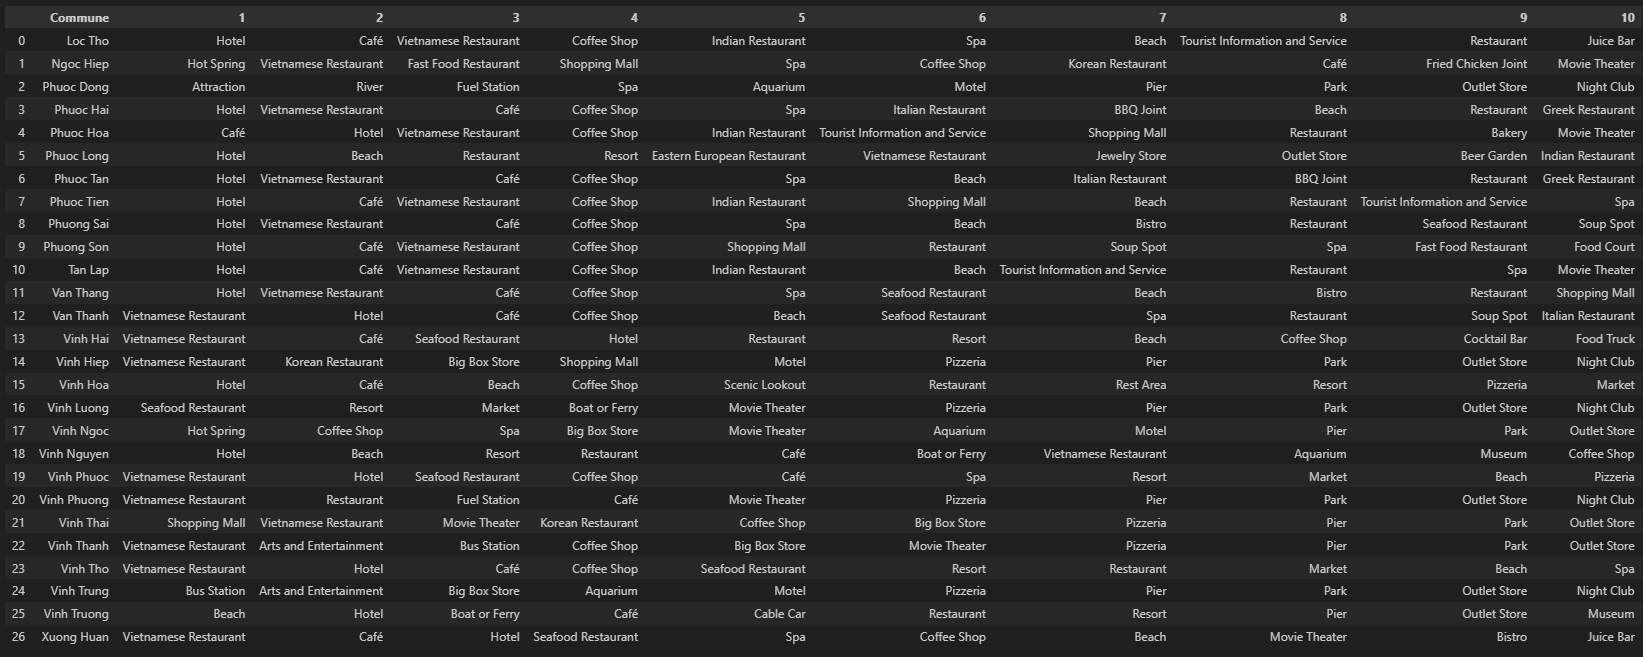 Commune 1 2 3 4 5 6 7 8 9 10
0 Loc Tho Hotel Café Vietnamese Restaurant Coffee Shop Indian Restaurant Spa Beach Tourist Information and Service Restaurant Juice Bar
1 Ngoc Hiep Hot Spring Vietnamese Restaurant Fast Food Restaurant Shopping Mall Spa Coffee Shop Korean Restaurant Café Fried Chicken Joint Movie Theater
2 Phuoc Dong Attraction River Fuel Station Spa Aquarium Motel Pier Park Outlet Store Night Club
3 Phuoc Hai Hotel Vietnamese Restaurant Café Coffee Shop Spa Italian Restaurant BBQ Joint Beach Restaurant Greek Restaurant
4 Phuoc Hoa Café Hotel Vietnamese Restaurant Coffee Shop Indian Restaurant Tourist Information and Service Shopping Mall Restaurant Bakery Movie Theater
5 Phuoc Long Hotel Beach Restaurant Resort Eastern European Restaurant Vietnamese Restaurant Jewelry Store Outlet Store Beer Garden Indian Restaurant
6 Phuoc Tan Hotel Vietnamese Restaurant Café Coffee Shop Spa Beach Italian Restaurant BBQ Joint Restaurant Greek Restaurant
7 Phuoc Tien Hotel Café Vietnamese Restaurant Coffee Shop Indian Restaurant Shopping Mall Beach Restaurant Tourist Information and Service Spa
8 Phuong Sai Hotel Vietnamese Restaurant Café Coffee Shop Spa Beach Bistro Restaurant Seafood Restaurant Soup Spot
9 Phuong Son Hotel Café Vietnamese Restaurant Coffee Shop Shopping Mall Restaurant Soup Spot Spa Fast Food Restaurant Food Court
10 Tan Lap Hotel Café Vietnamese Restaurant Coffee Shop Indian Restaurant Beach Tourist Information and Service Restaurant Spa Movie Theater
11 Van Thang Hotel Vietnamese Restaurant Café Coffee Shop Spa Seafood Restaurant Beach Bistro Restaurant Shopping Mall
12 Van Thanh Vietnamese Restaurant Hotel Café Coffee Shop Beach Seafood Restaurant Spa Restaurant Soup Spot Italian Restaurant
13 Vinh Hai Vietnamese Restaurant Café Seafood Restaurant Hotel Restaurant Resort Beach Coffee Shop Cocktail Bar Food Truck
14 Vinh Hiep Vietnamese Restaurant Korean Restaurant Big Box Store Shopping Mall Motel Pizzeria Pier Park Outlet Store Night Club
15 Vinh Hoa Hotel Café Beach Coffee Shop Scenic Lookout Restaurant Rest Area Resort Pizzeria Market
16 Vinh Luong Seafood Restaurant Resort Market Boat or Ferry Movie Theater Pizzeria Pier Park Outlet Store Night Club
17 Vinh Ngoc Hot Spring Coffee Shop Spa Big Box Store Movie Theater Aquarium Motel Pier Park Outlet Store
18 Vinh Nguyen Hotel Beach Resort Restaurant Café Boat or Ferry Vietnamese Restaurant Aquarium Museum Coffee Shop
19 Vinh Phuoc Vietnamese Restaurant Hotel Seafood Restaurant Coffee Shop Café Spa Resort Market Beach Pizzeria
20 Vinh Phuong Vietnamese Restaurant Restaurant Fuel Station Café Movie Theater Pizzeria Pier Park Outlet Store Night Club
21 Vinh Thai Shopping Mall Vietnamese Restaurant Movie Theater Korean Restaurant Coffee Shop Big Box Store Pizzeria Pier Park Outlet Store
22 Vinh Thanh Vietnamese Restaurant Arts and Entertainment Bus Station Coffee Shop Big Box Store Movie Theater Pizzeria Pier Park Outlet Store
23 Vinh Tho Vietnamese Restaurant Hotel Café Coffee Shop Seafood Restaurant Resort Restaurant Market Beach Spa
24 Vinh Trung Bus Station Arts and Entertainment Big Box Store Aquarium Motel Pizzeria Pier Park Outlet Store Night Club
25 Vinh Truong Beach Hotel Boat or Ferry Café Cable Car Restaurant Resort Pier Outlet Store Museum
26 Xuong Huan Vietnamese Restaurant Café Hotel Seafood Restaurant Spa Coffee Shop Beach Movie Theater Bistro Juice Bar